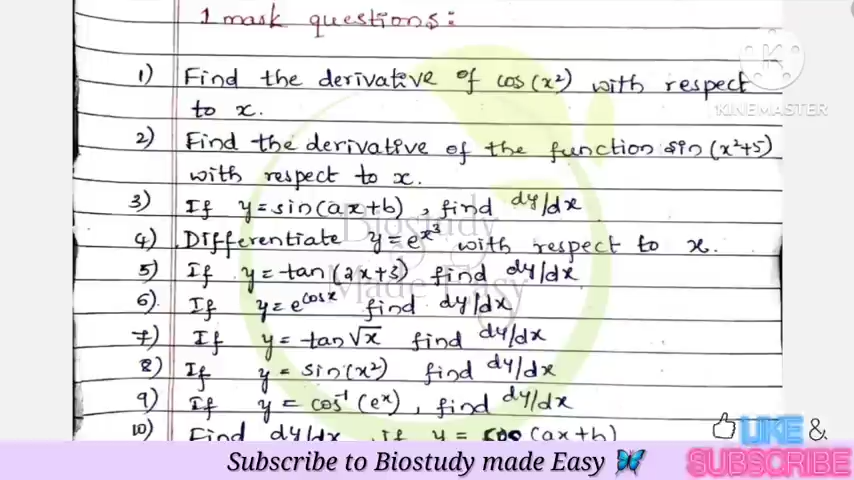 1 mask questions:
KINEMASTER
1) Find the derivative of cos(x²) with respect
to x.
2) Find the derivative of the function sin(x²+5)
with respect to x.
3) If y=sin(ax+b), find dy/dx
4) Differentiate y=e^x³ with respect to x.
5) If y=tan(2x+3) find dy/dx
6). If y=e^cosx find dy/dx
7) If y=tan√x find dy/dx
8) If y=sin(x²) find dy/dx
9) If y=cos⁻¹(eˣ), find dy/dx
10) Find dy/dx, if y=cos(ax+b)
Biostudy
Made Easy
LIKE &
SUBSCRIBE
Subscribe to Biostudy made Easy